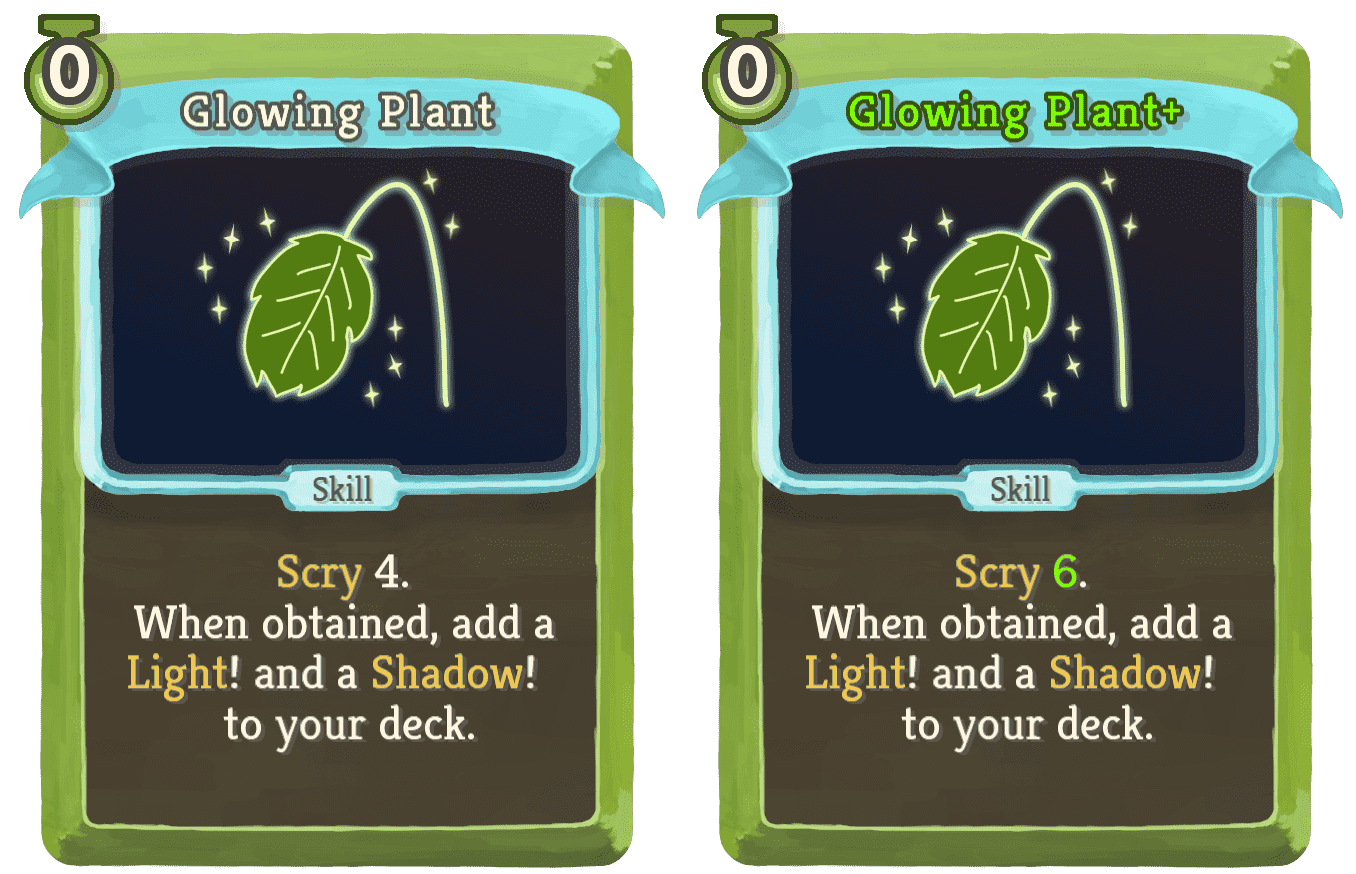 0
Glowing Plant
Skill
Scry 4.
When obtained, add a
Light! and a Shadow!
to your deck.
0
Glowing Plant+
Skill
Scry 6.
When obtained, add a
Light! and a Shadow!
to your deck.